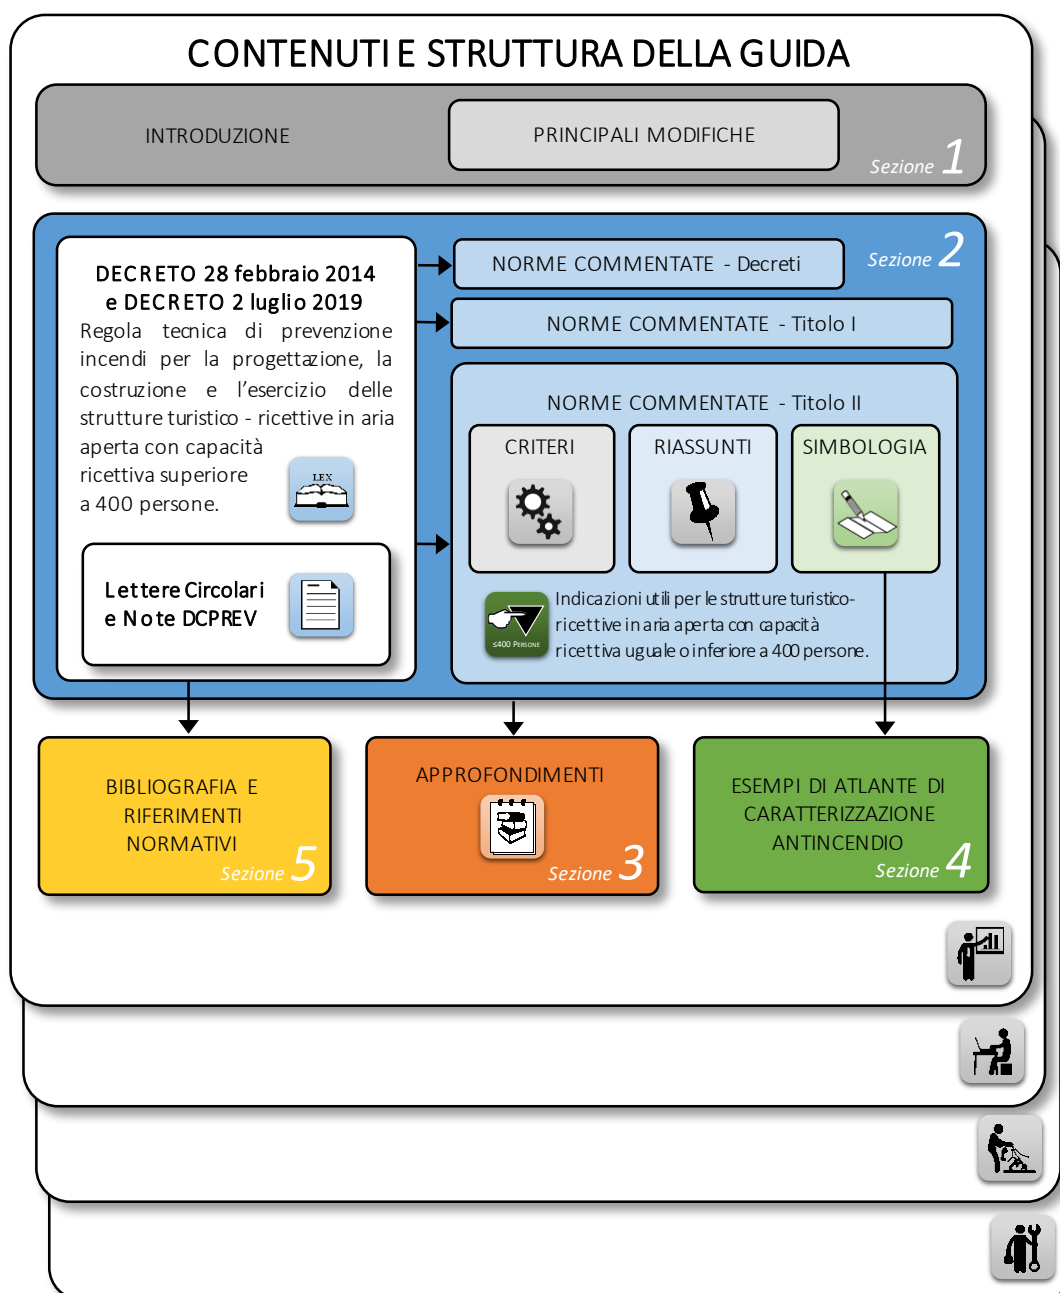 CONTENUTI E STRUTTURA DELLA GUIDA
INTRODUZIONE
PRINCIPALI MODIFICHE
Sezione 1
DECRETO 28 febbraio 2014
e DECRETO 2 luglio 2019
Regola tecnica di prevenzione
incendi per la progettazione, la
costruzione e l'esercizio delle
strutture turistico - ricettive in aria
aperta con capacità
ricettiva superiore
a 400 persone.
LEX
Lettere Circolari
e Note DCPREV
NORME COMMENTATE - Decreti
Sezione 2
NORME COMMENTATE - Titolo I
NORME COMMENTATE - Titolo II
CRITERI
RIASSUNTI
SIMBOLOGIA
≤400 PERSONE
Indicazioni utili per le strutture turistico-
ricettive in aria aperta con capacità
ricettiva uguale o inferiore a 400 persone.
BIBLIOGRAFIA E
RIFERIMENTI
NORMATIVI
Sezione 5
APPROFONDIMENTI
Sezione 3
ESEMPI DI ATLANTE DI
CARATTERIZZAZIONE
ANTINCENDIO
Sezione 4